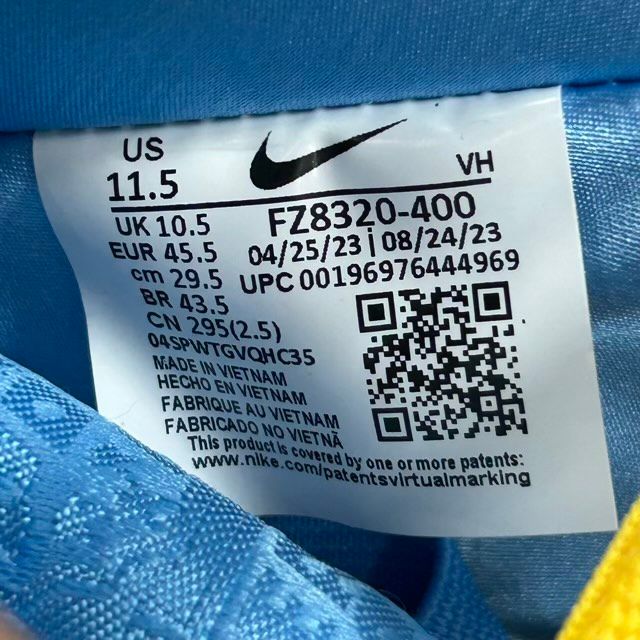 US VH
11.5
UK 10.5 FZ8320-400
EUR 45.5 04/25/23 | 08/24/23
cm 29.5 UPC 00196976444969
BR 43.5
CN 295(2.5)
04SPWTGVQHC35
MADE IN VIETNAM
HECHO EN VIETNAM
FABRIQUE AU VIETNAM
FABRICADO NO VIETNÃ
This product is covered by one or more patents:
www.nike.com/patentsvirtualmarking